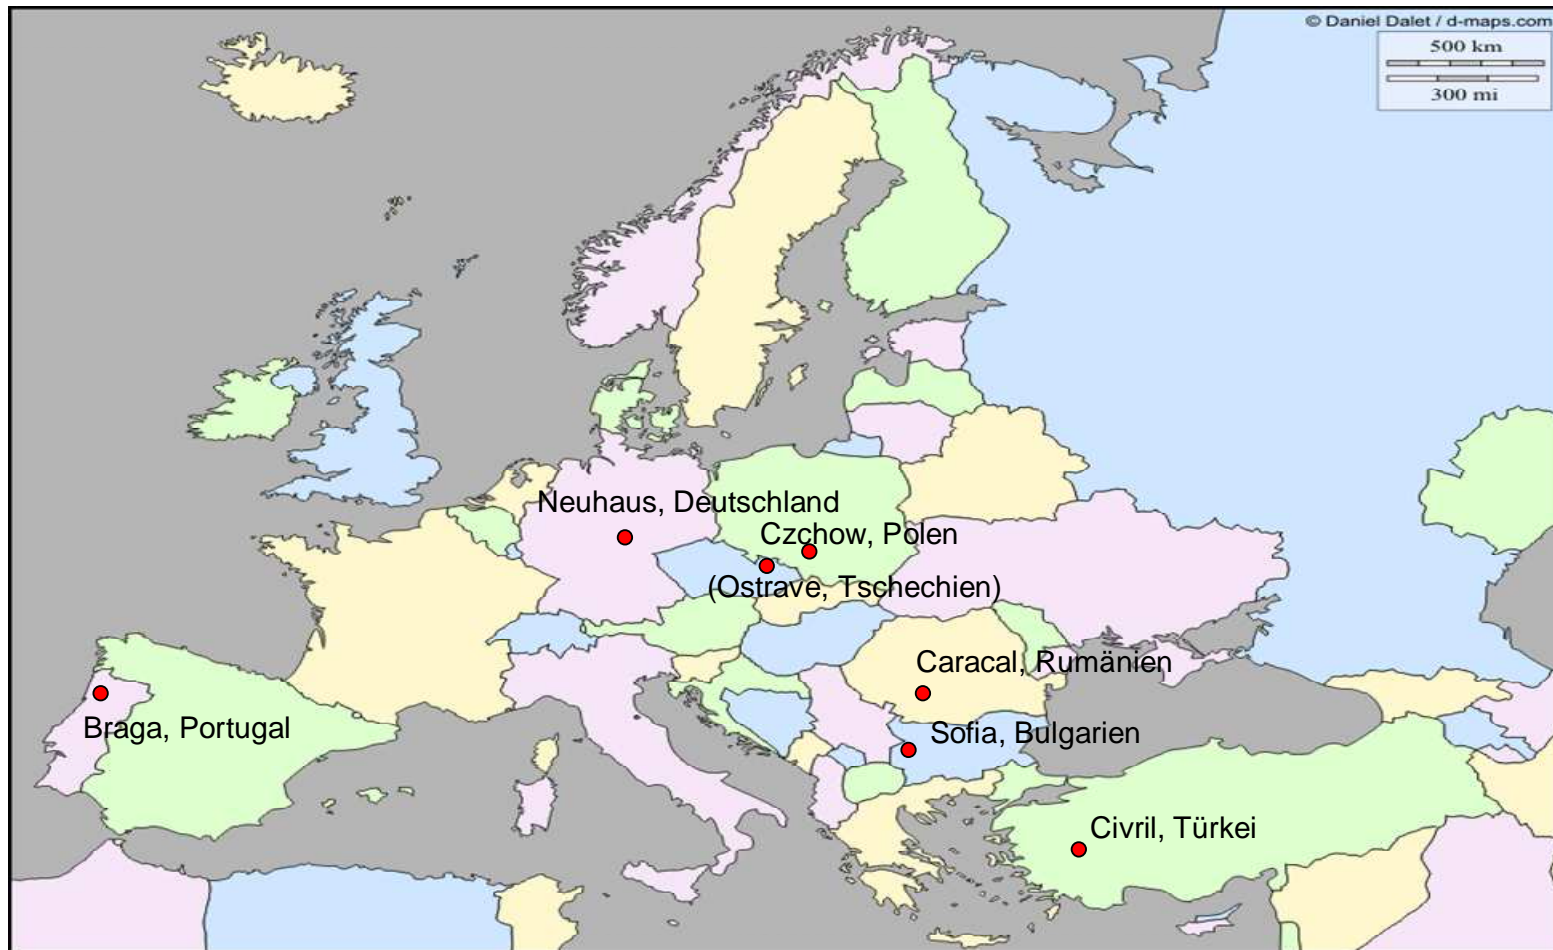 © Daniel Dalet / d-maps.com
500 km
300 mi
Neuhaus, Deutschland
Czchow, Polen
(Ostrave, Tschechien)
Caracal, Rumänien
Braga, Portugal
Sofia, Bulgarien
Civril, Türkei